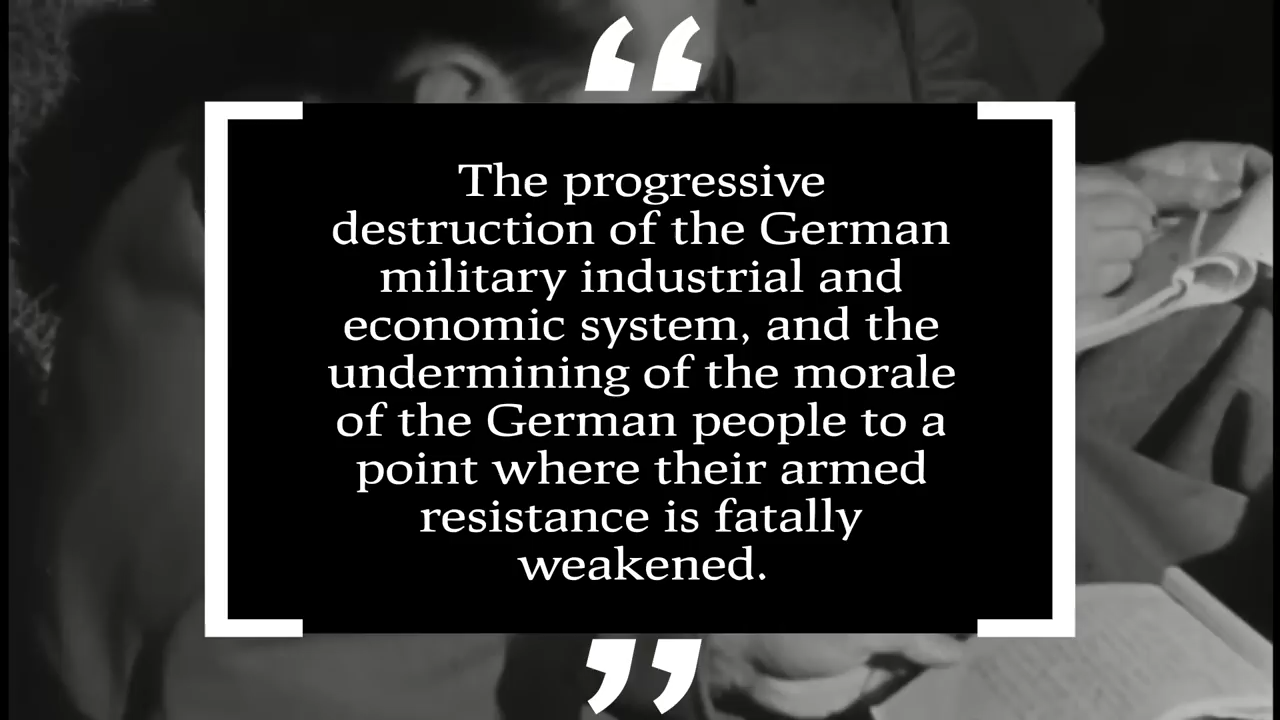 “
The progressive
destruction of the German
military industrial and
economic system, and the
undermining of the morale
of the German people to a
point where their armed
resistance is fatally
weakened.
”